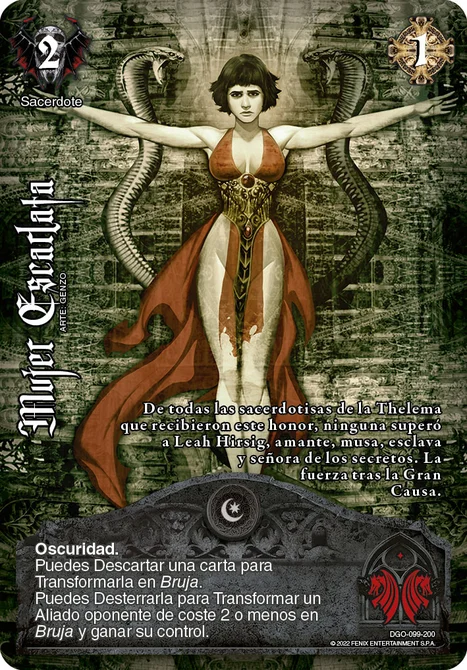 2
1
Sacerdote
Mujer Escarlata
ARTE: GENZO
De todas las sacerdotisas de la Thelema
que recibieron este honor, ninguna superó
a Leah Hirsig, amante, musa, esclava
y señora de los secretos. La
fuerza tras la Gran
Causa.
Oscuridad.
Puedes Descartar una carta para
Transformarla en Bruja.
Puedes Desterrarla para Transformar un
Aliado oponente de coste 2 o menos en
Bruja y ganar su control.
DGO-099-200
© 2022 FENIX ENTERTAINMENT S.P.A.